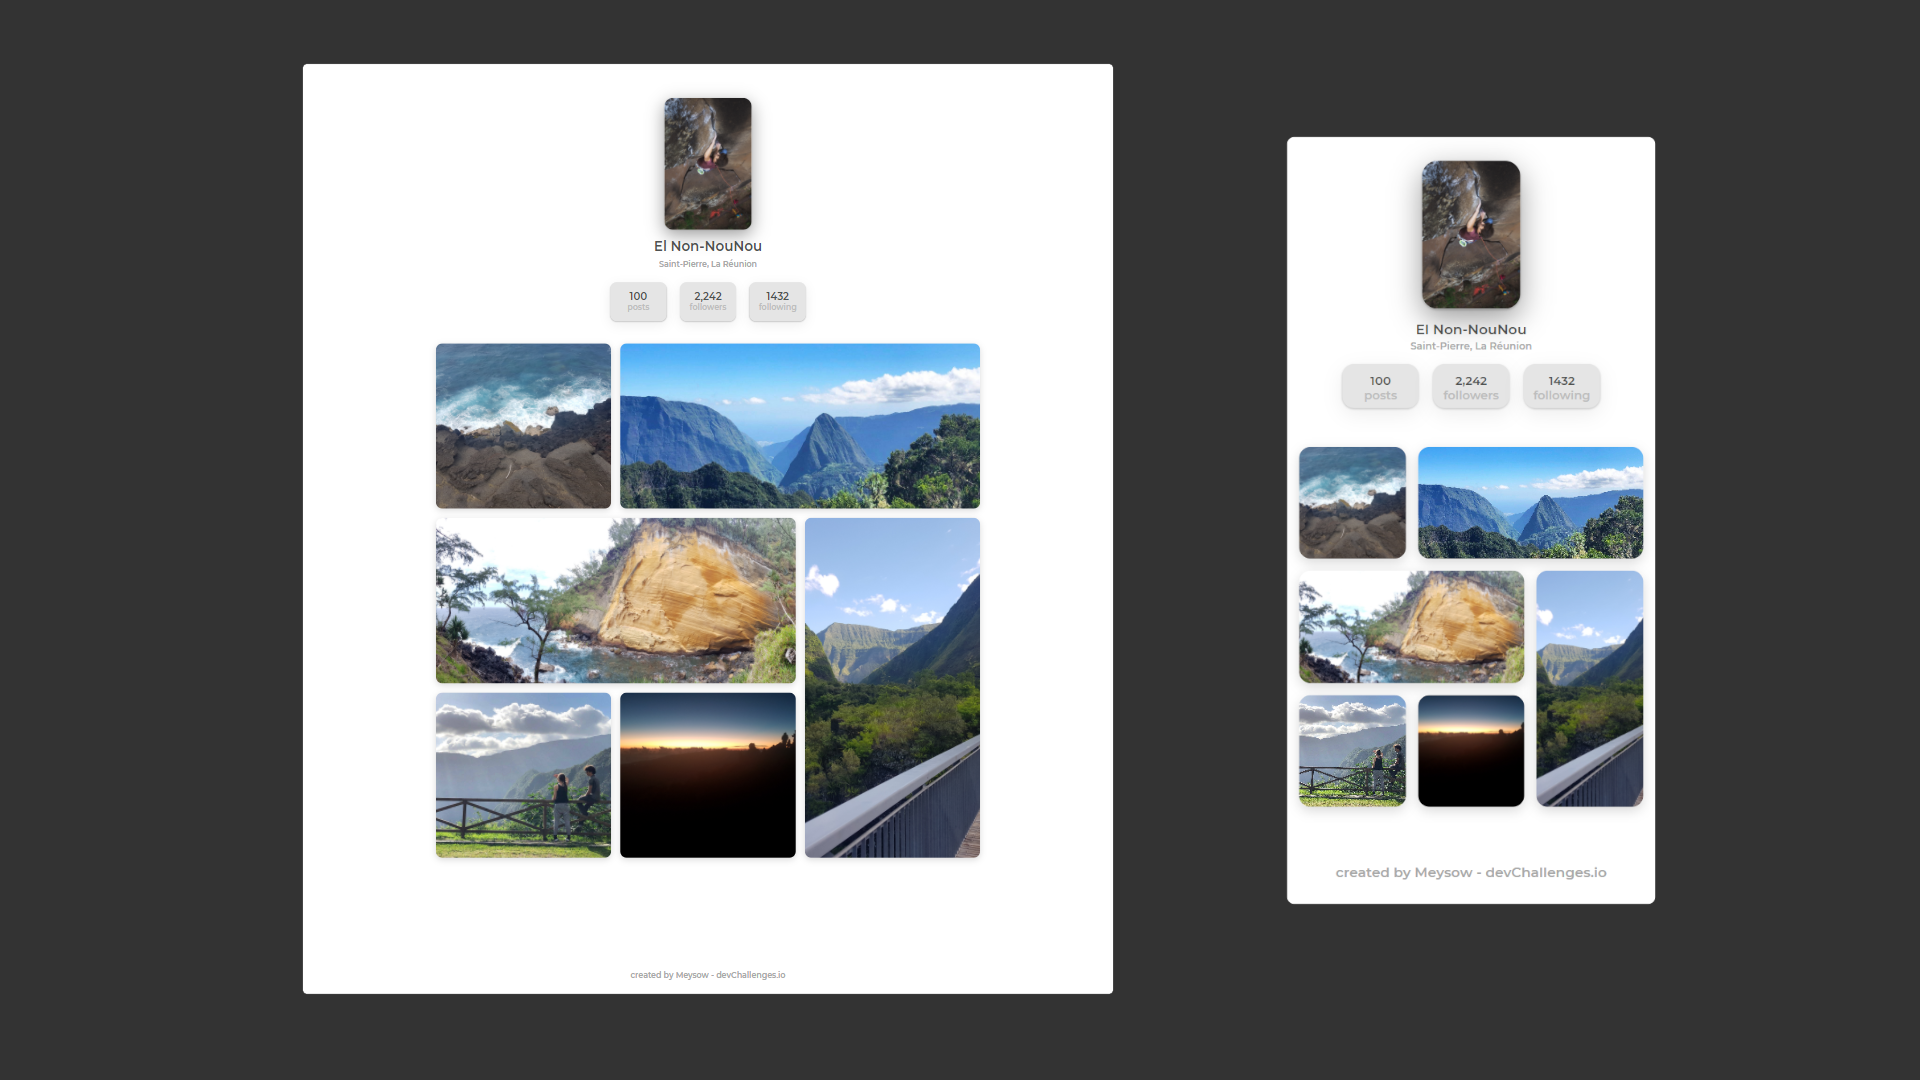 El Non-NouNou
Saint-Pierre, La Réunion
100 2,242 1432
posts followers following
created by Meysow - devChallenges.io
El Non-NouNou
Saint-Pierre, La Réunion
100 2,242 1432
posts followers following
created by Meysow - devChallenges.io